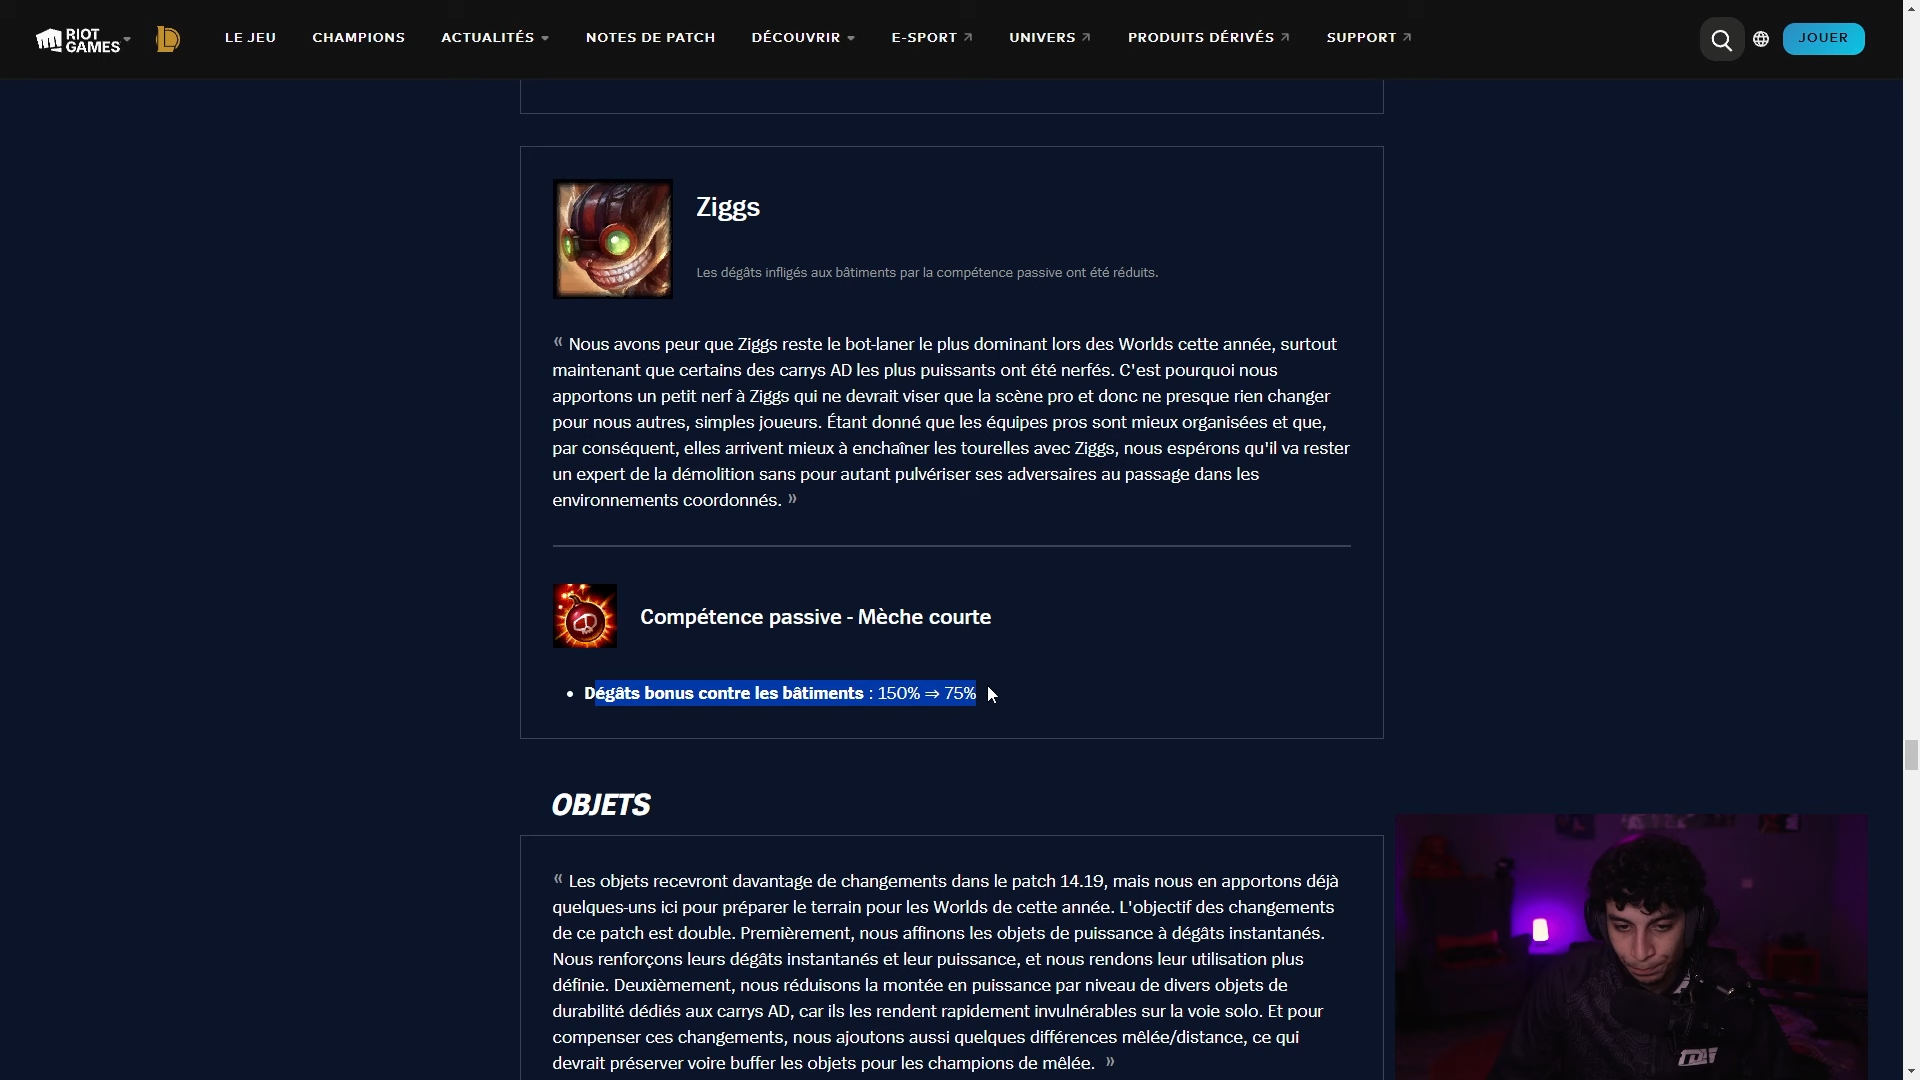 RIOT
GAMES
LE JEU
CHAMPIONS
ACTUALITÉS
NOTES DE PATCH
DÉCOUVRIR
E-SPORT
UNIVERS
PRODUITS DÉRIVÉS
SUPPORT
JOUER
Ziggs
Les dégâts infligés aux bâtiments par la compétence passive ont été réduits.
« Nous avons peur que Ziggs reste le bot-laner le plus dominant lors des Worlds cette année, surtout
maintenant que certains des carrys AD les plus puissants ont été nerfés. C'est pourquoi nous
apportons un petit nerf à Ziggs qui ne devrait viser que la scène pro et donc ne presque rien changer
pour nous autres, simples joueurs. Étant donné que les équipes pros sont mieux organisées et que,
par conséquent, elles arrivent mieux à enchaîner les tourelles avec Ziggs, nous espérons qu'il va rester
un expert de la démolition sans pour autant pulvériser ses adversaires au passage dans les
environnements coordonnés. »
Compétence passive - Mèche courte
• Dégâts bonus contre les bâtiments : 150% ⇒ 75%
OBJETS
« Les objets recevront davantage de changements dans le patch 14.19, mais nous en apportons déjà
quelques-uns ici pour préparer le terrain pour les Worlds de cette année. L'objectif des changements
de ce patch est double. Premièrement, nous affinons les objets de puissance à dégâts instantanés.
Nous renforçons leurs dégâts instantanés et leur puissance, et nous rendons leur utilisation plus
définie. Deuxièmement, nous réduisons la montée en puissance par niveau de divers objets de
durabilité dédiés aux carrys AD, car ils les rendent rapidement invulnérables sur la voie solo. Et pour
compenser ces changements, nous ajoutons aussi quelques différences mêlée/distance, ce qui
devrait préserver voire buffer les objets pour les champions de mêlée. »